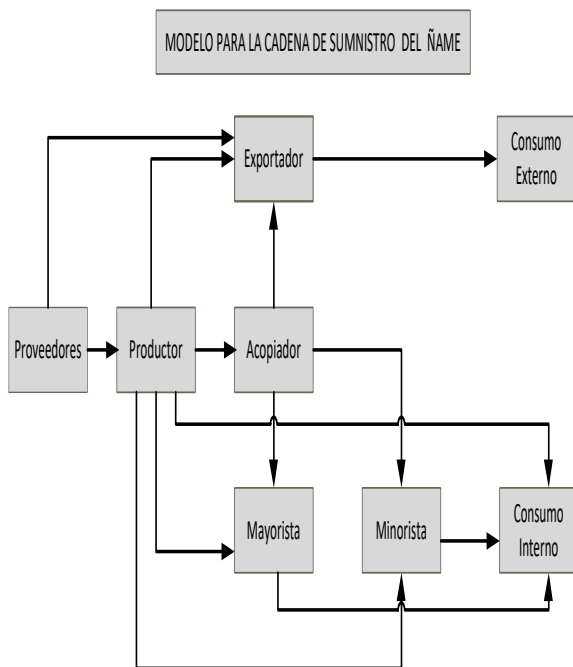 MODELO PARA LA CADENA DE SUMNISTRO DEL ÑAME
Exportador
Consumo
Externo
Proveedores
Productor
Acopiador
Mayorista
Minorista
Consumo
Interno